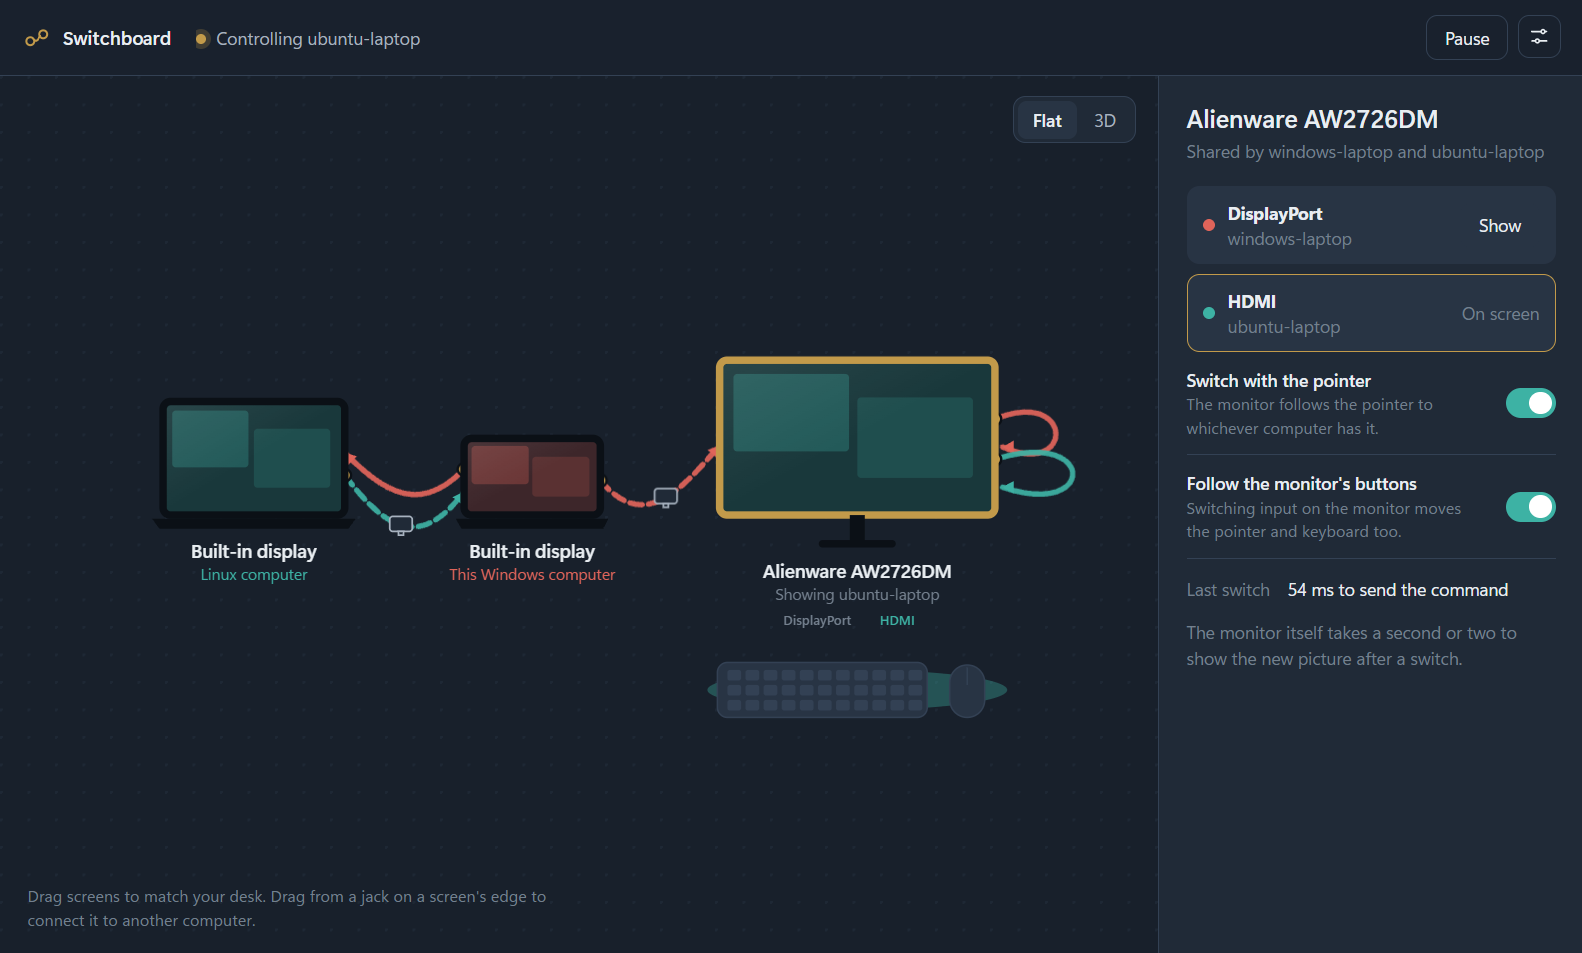 Switchboard
Controlling ubuntu-laptop
Pause
Flat
3D
Built-in display
Linux computer
Built-in display
This Windows computer
Alienware AW2726DM
Showing ubuntu-laptop
DisplayPort
HDMI
Drag screens to match your desk. Drag from a jack on a screen's edge to
connect it to another computer.
Alienware AW2726DM
Shared by windows-laptop and ubuntu-laptop
DisplayPort
windows-laptop
Show
HDMI
ubuntu-laptop
On screen
Switch with the pointer
The monitor follows the pointer to
whichever computer has it.
Follow the monitor's buttons
Switching input on the monitor moves
the pointer and keyboard too.
Last switch
54 ms to send the command
The monitor itself takes a second or two to
show the new picture after a switch.